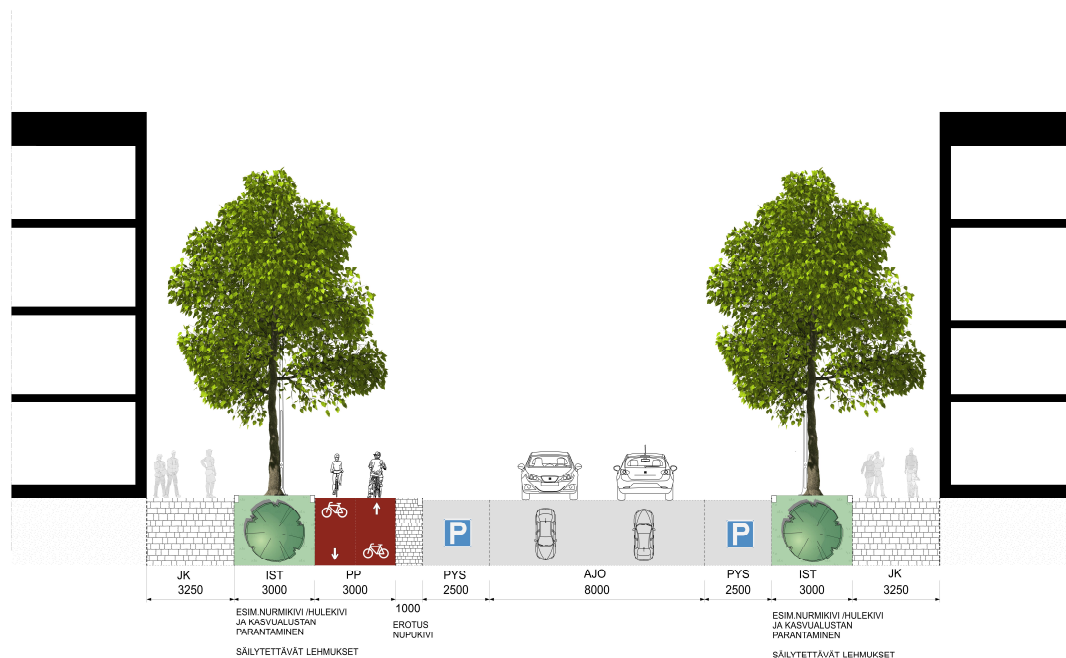 P
P
JK
IST
PP
PYS
AJO
PYS
IST
JK
3250
3000
3000
1000
2500
8000
2500
3000
3250
ESIM.NURMIKIVI /HULEKIVI
JA KASVUALUSTAN
PARANTAMINEN
SÄILYTETTÄVÄT LEHMUKSET
EROTUS
NUPUKIVI
ESIM.NURMIKIVI /HULEKIVI
JA KASVUALUSTAN
PARANTAMINEN
SÄILYTETTÄVÄT LEHMUKSET